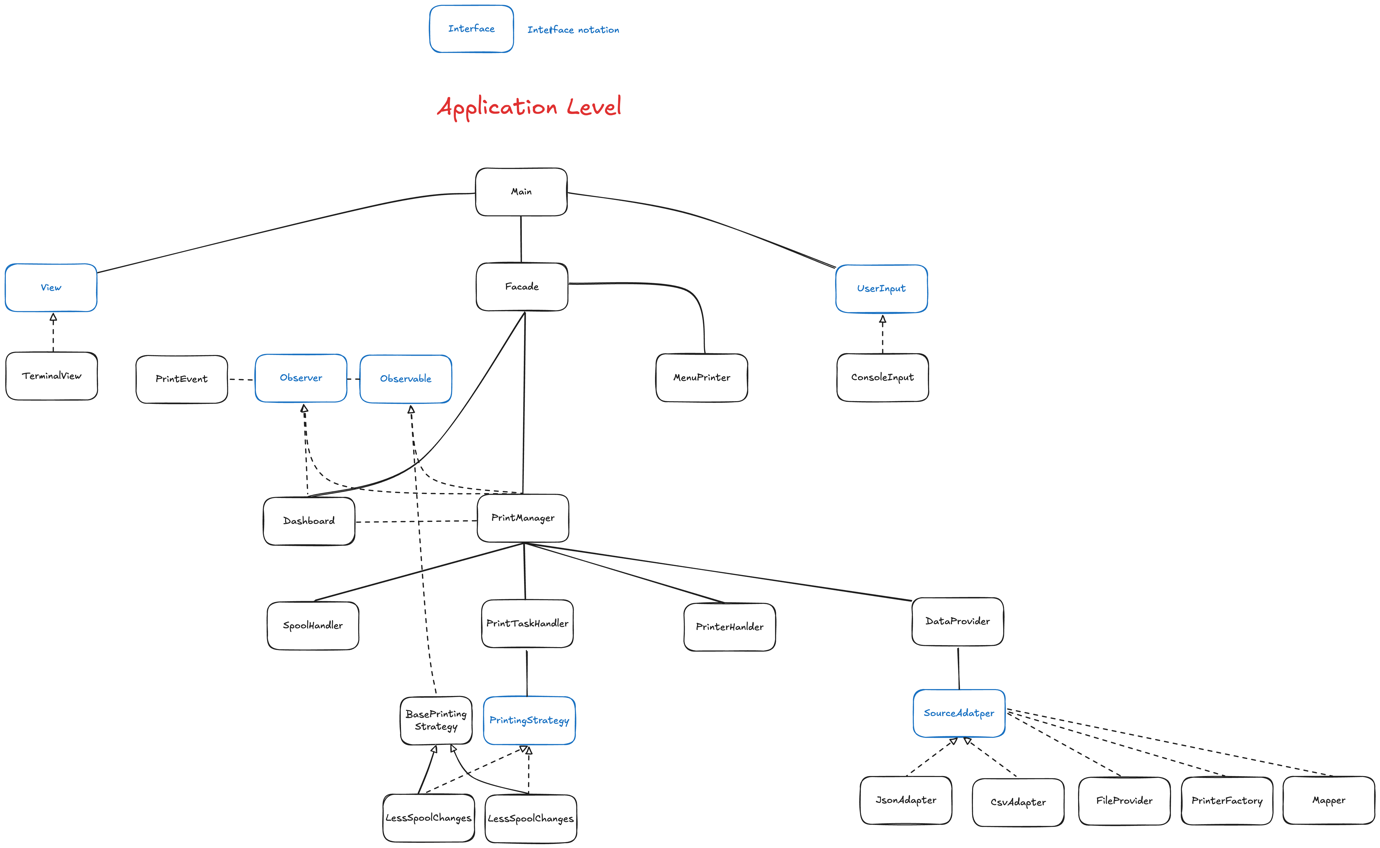 Interface
Interface notation
Application Level
Main
View
Facade
UserInput
TerminalView
PrintEvent
Observer
Observable
MenuPrinter
ConsoleInput
Dashboard
PrintManager
SpoolHandler
PrintTaskHandler
PrinterHanlder
DataProvider
BasePrinting
Strategy
PrintingStrategy
SourceAdatper
LessSpoolChanges
LessSpoolChanges
JsonAdapter
CsvAdapter
FileProvider
PrinterFactory
Mapper